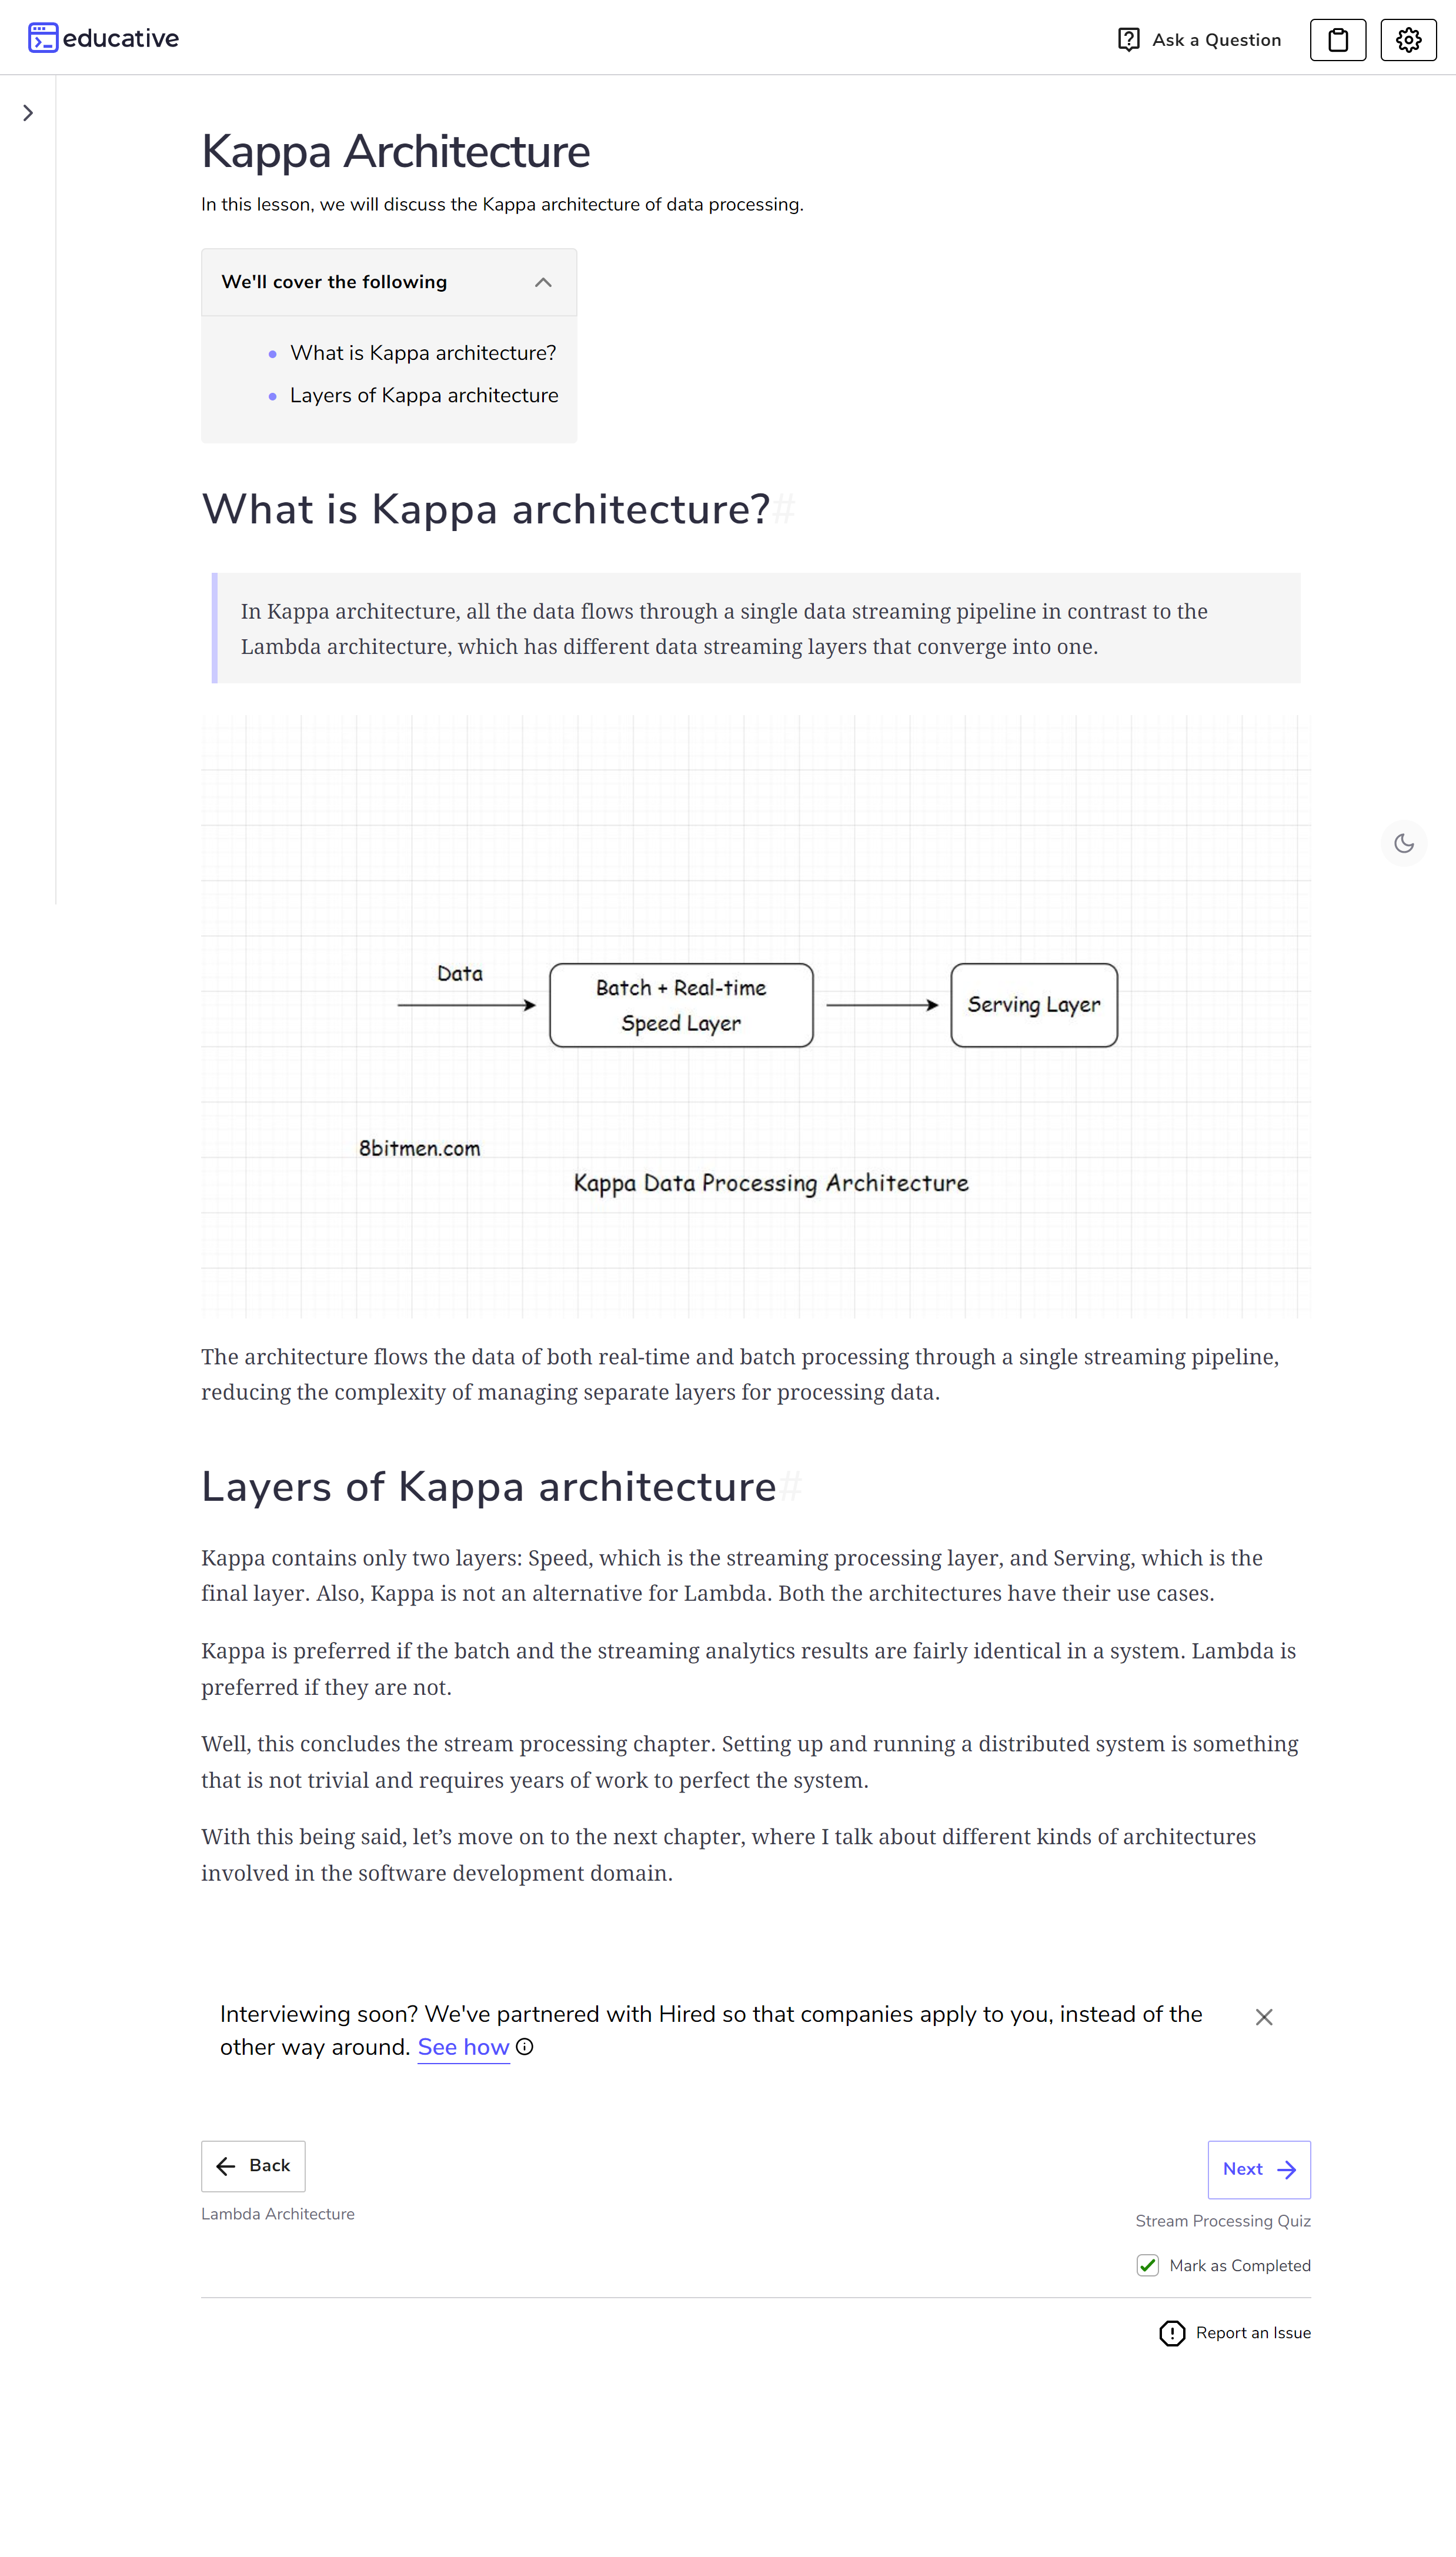 educative
Ask a Question
Kappa Architecture
In this lesson, we will discuss the Kappa architecture of data processing.
We'll cover the following
What is Kappa architecture?
Layers of Kappa architecture
What is Kappa architecture?#
In Kappa architecture, all the data flows through a single data streaming pipeline in contrast to the
Lambda architecture, which has different data streaming layers that converge into one.
Data
Batch + Real-time
Speed Layer
Serving Layer
8bitmen.com
Kappa Data Processing Architecture
The architecture flows the data of both real-time and batch processing through a single streaming pipeline,
reducing the complexity of managing separate layers for processing data.
Layers of Kappa architecture#
Kappa contains only two layers: Speed, which is the streaming processing layer, and Serving, which is the
final layer. Also, Kappa is not an alternative for Lambda. Both the architectures have their use cases.
Kappa is preferred if the batch and the streaming analytics results are fairly identical in a system. Lambda is
preferred if they are not.
Well, this concludes the stream processing chapter. Setting up and running a distributed system is something
that is not trivial and requires years of work to perfect the system.
With this being said, let’s move on to the next chapter, where I talk about different kinds of architectures
involved in the software development domain.
Interviewing soon? We've partnered with Hired so that companies apply to you, instead of the
other way around. See how
Back
Next
Lambda Architecture
Stream Processing Quiz
Mark as Completed
Report an Issue